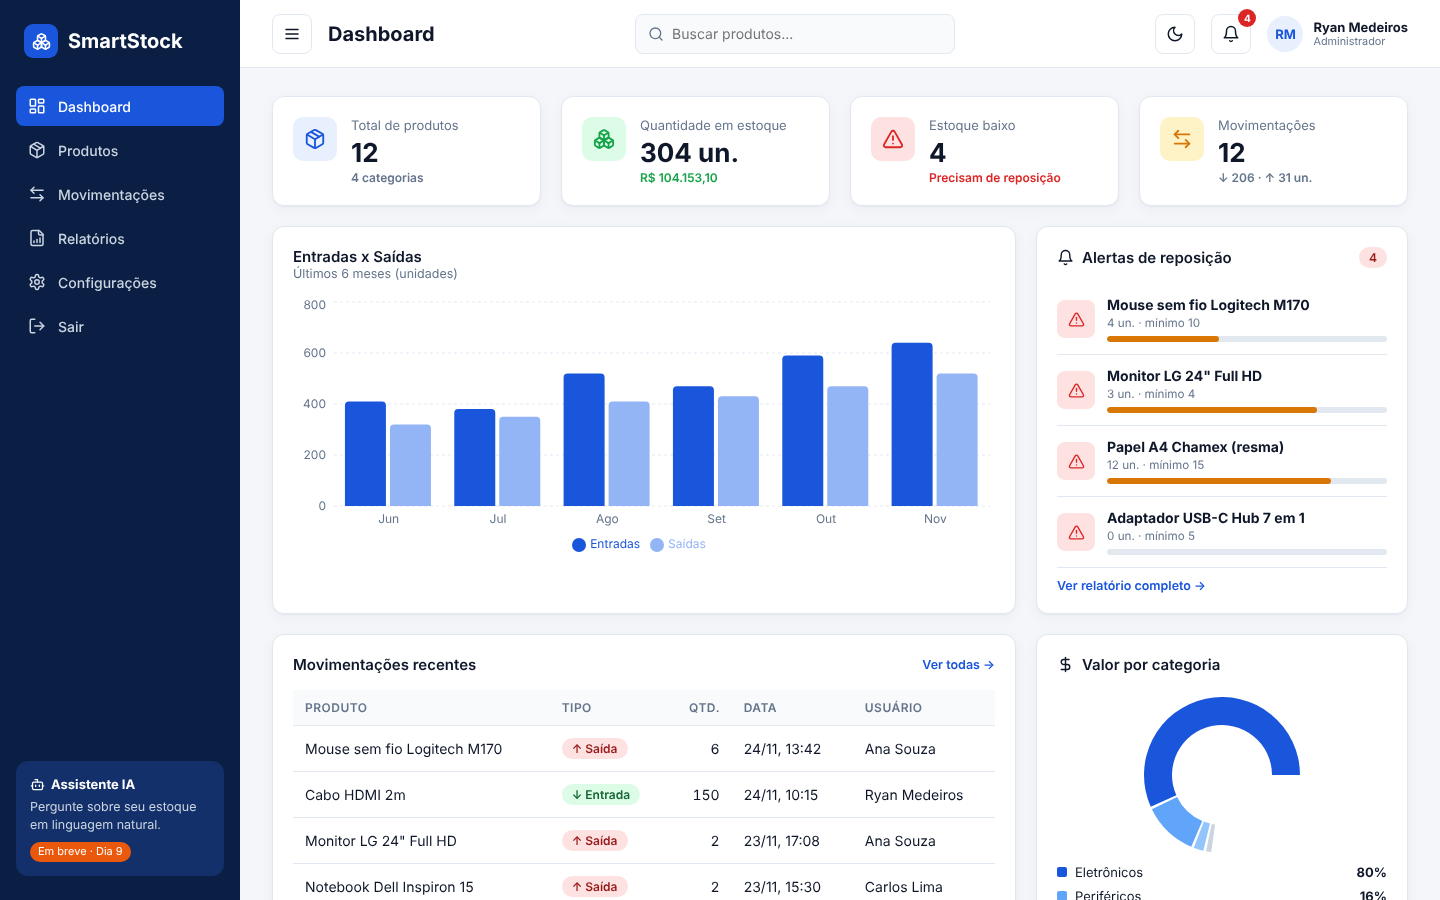 SmartStock
Dashboard
Produtos
Movimentações
Relatórios
Configurações
Sair
Assistente IA
Pergunte sobre seu estoque
em linguagem natural.
Em breve · Dia 9
Dashboard
Buscar produtos...
4
RM
Ryan Medeiros
Administrador
Total de produtos
12
4 categorias
Quantidade em estoque
304 un.
R$ 104.153,10
Estoque baixo
4
Precisam de reposição
Movimentações
12
↓ 206 · ↑ 31 un.
Entradas x Saídas
Últimos 6 meses (unidades)
800
600
400
200
0
Jun Jul Ago Set Out Nov
Entradas Saídas
Alertas de reposição 4
Mouse sem fio Logitech M170
4 un. · mínimo 10
Monitor LG 24" Full HD
3 un. · mínimo 4
Papel A4 Chamex (resma)
12 un. · mínimo 15
Adaptador USB-C Hub 7 em 1
0 un. · mínimo 5
Ver relatório completo →
Movimentações recentes Ver todas →
PRODUTO TIPO QTD. DATA USUÁRIO
Mouse sem fio Logitech M170 ↑ Saída 6 24/11, 13:42 Ana Souza
Cabo HDMI 2m ↓ Entrada 150 24/11, 10:15 Ryan Medeiros
Monitor LG 24" Full HD ↑ Saída 2 23/11, 17:08 Ana Souza
Notebook Dell Inspiron 15 ↑ Saída 2 23/11, 15:30 Carlos Lima
Valor por categoria
Eletrônicos 80%
Periféricos 16%